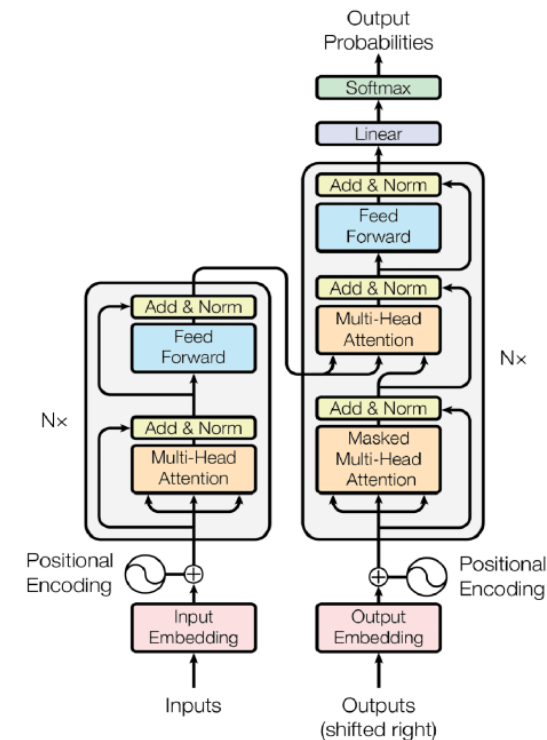 Output
Probabilities
Softmax
Linear
Add & Norm
Feed
Forward
Add & Norm
Multi-Head
Attention
Add & Norm
Masked
Multi-Head
Attention
N×
Add & Norm
Feed
Forward
N×
Add & Norm
Multi-Head
Attention
Positional
Encoding
Positional
Encoding
Input
Embedding
Output
Embedding
Inputs
Outputs
(shifted right)